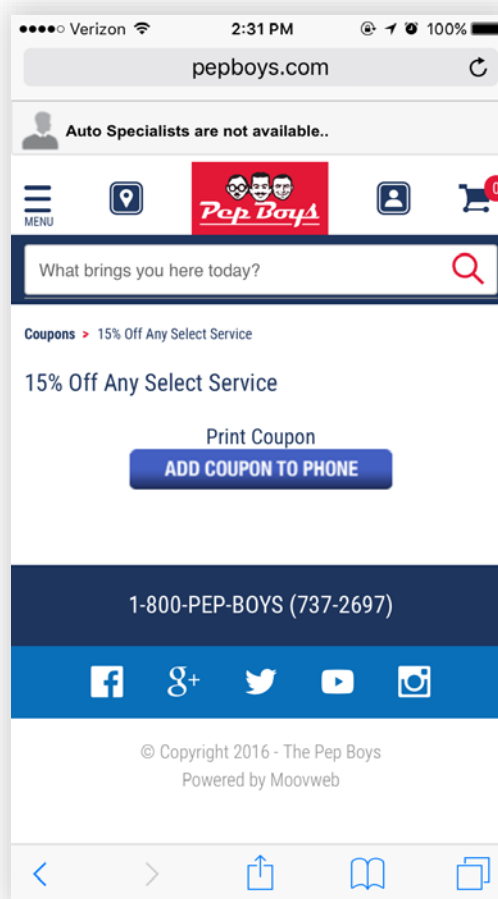 Verizon 2:31 PM 100%
pepboys.com
Auto Specialists are not available..
MENU
Pep Boys
0
What brings you here today?
Coupons > 15% Off Any Select Service
15% Off Any Select Service
Print Coupon
ADD COUPON TO PHONE
1-800-PEP-BOYS (737-2697)
f g+
© Copyright 2016 - The Pep Boys
Powered by Moovweb